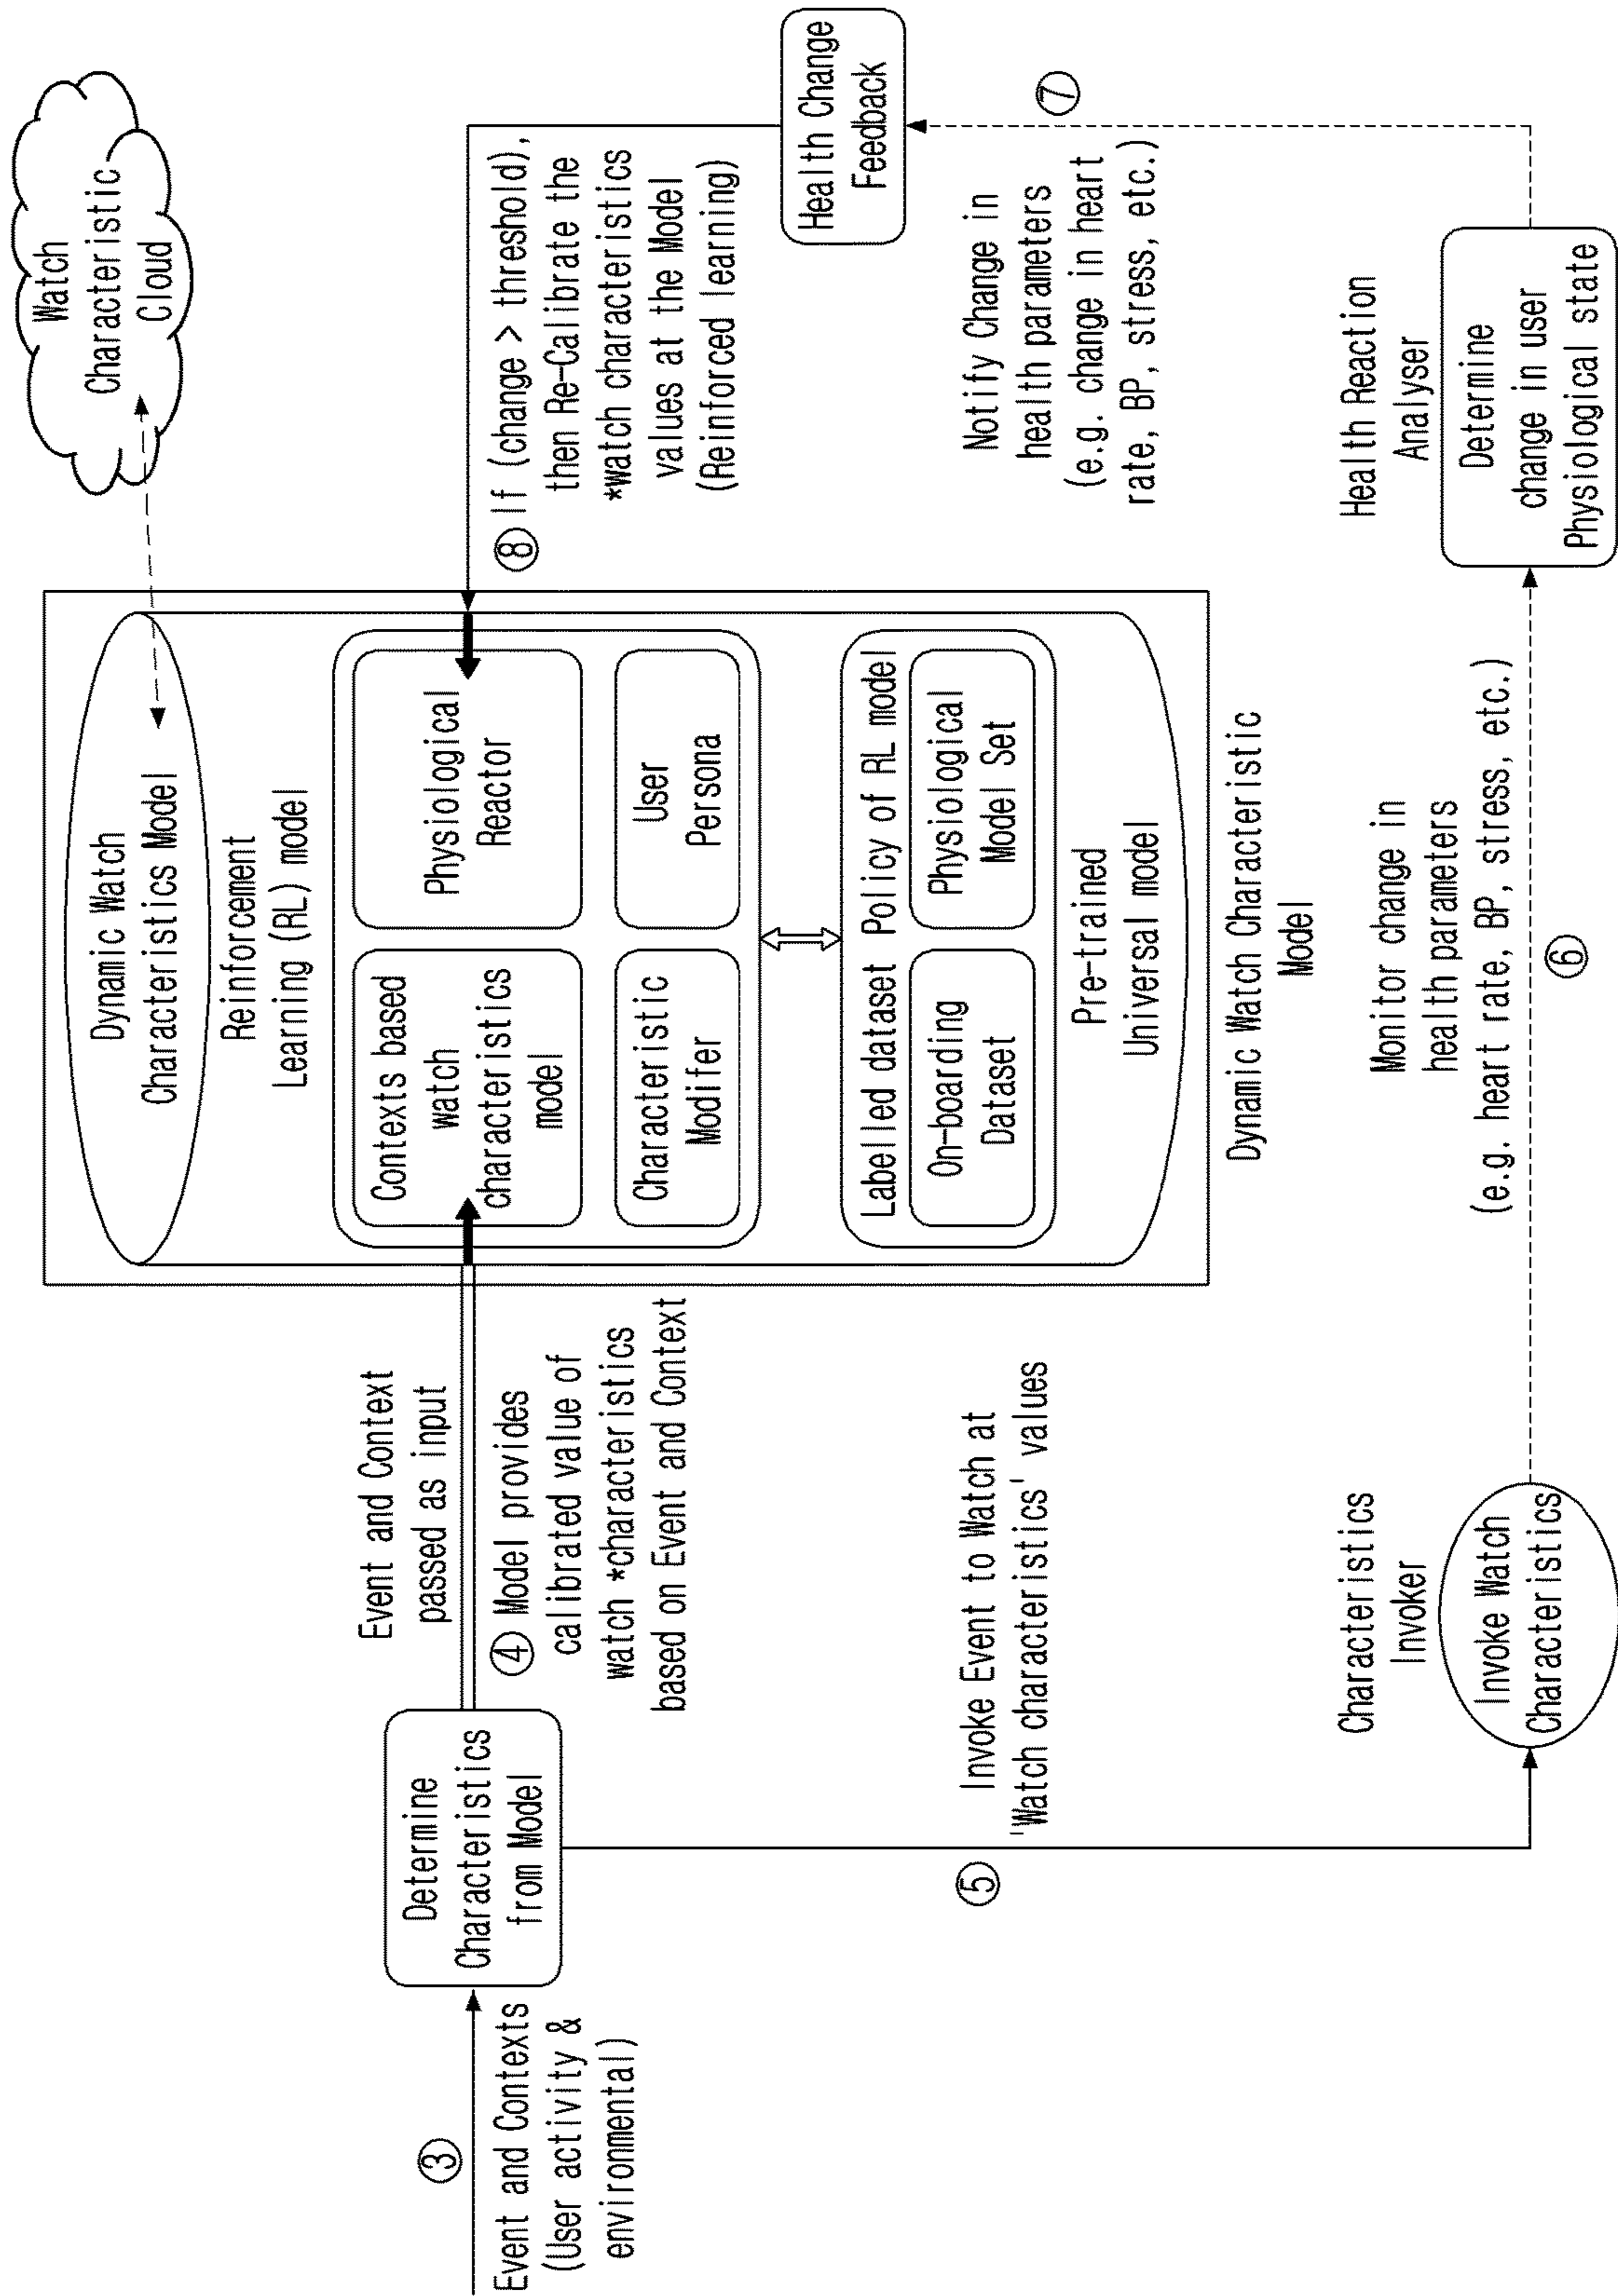 ③
Event and Contexts
(User activity &
environmental)
Determine
Characteristics
from Model
Event and Context
passed as input
④ Model provides
calibrated value of
watch *characteristics
based on Event and Context
⑤
Invoke Event to Watch at
'Watch characteristics' values
Characteristics
Invoker
Invoke Watch
Characteristics
Dynamic Watch
Characteristics Model
Reinforcement
Learning (RL) model
Contexts based
watch
characteristics
model
Physiological
Reactor
Characteristic
Modifer
User
Persona
Labelled dataset
Policy of RL model
On-boarding
Dataset
Physiological
Model Set
Pre-trained
Universal model
Dynamic Watch Characteristic
Model
Monitor change in
health parameters
(e.g. heart rate, BP, stress, etc.)
⑥
Watch
Characteristic
Cloud
⑧ If (change > threshold),
then Re-Calibrate the
*watch characteristics
values at the Model
(Reinforced learning)
Health Change
Feedback
⑦
Notify Change in
health parameters
(e.g. change in heart
rate, BP, stress, etc.)
Health Reaction
Analyser
Determine
change in user
Physiological state